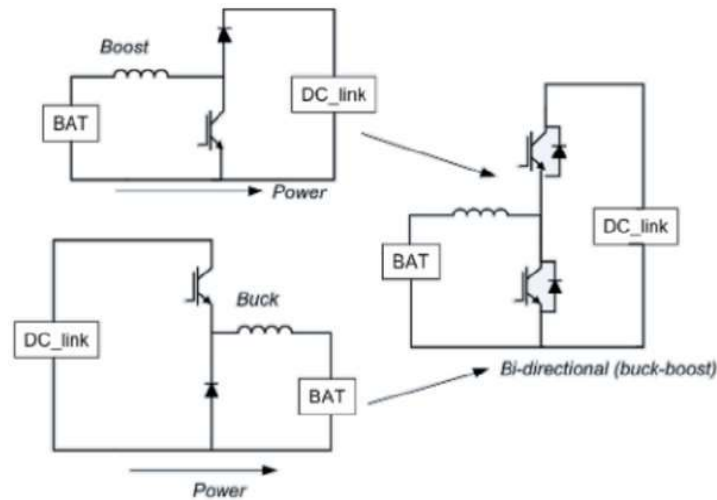 Boost
BAT
DC_link
Power
BAT
DC_link
Bi-directional (buck-boost)
Buck
DC_link
BAT
Power